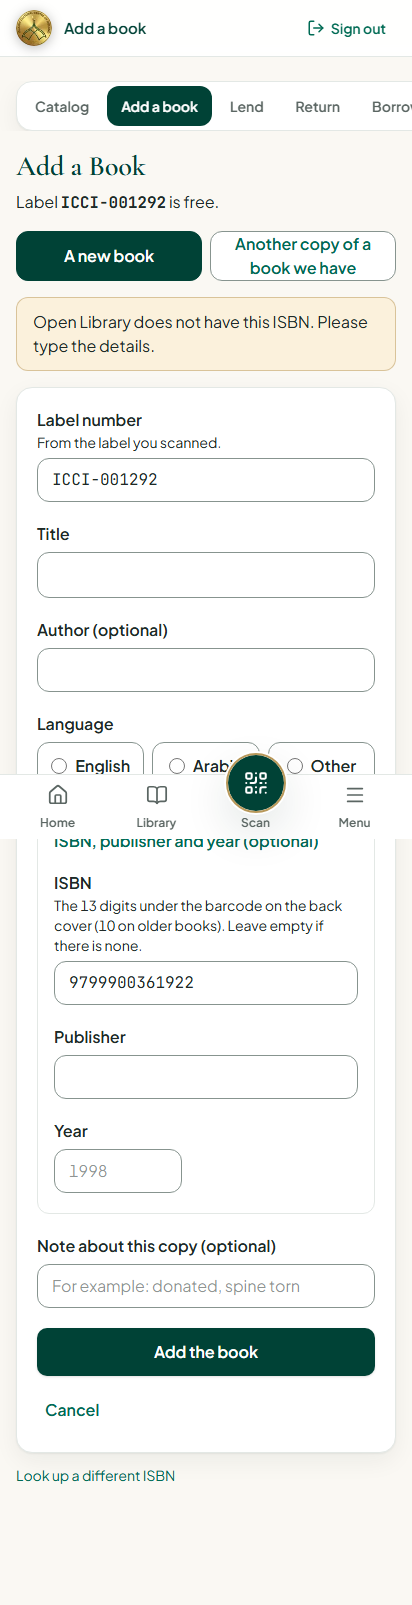 Add a book
Sign out
Catalog
Add a book
Lend
Return
Add a Book
Label ICCI-001292 is free.
A new book
Another copy of a
book we have
Open Library does not have this ISBN. Please
type the details.
Label number
From the label you scanned.
ICCI-001292
Title
Author (optional)
Language
English
Other
Home
Library
Scan
Menu
ISBN, publisher and year (optional)
ISBN
The 13 digits under the barcode on the back
cover (10 on older books). Leave empty if
there is none.
9799900361922
Publisher
Year
1998
Note about this copy (optional)
For example: donated, spine torn
Add the book
Cancel
Look up a different ISBN